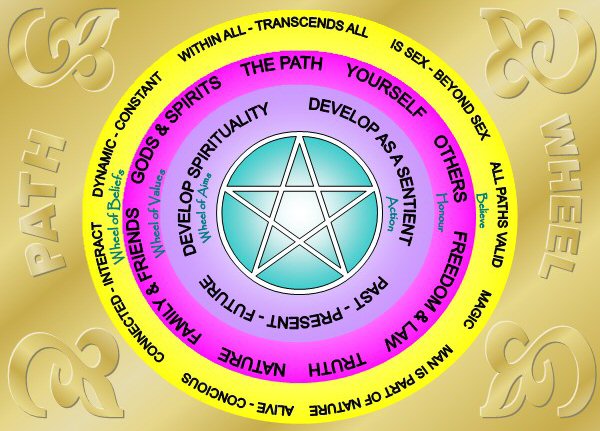 PATH
WHEEL
WITHIN ALL - TRANSCENDS ALL
IS SEX - BEYOND SEX
ALL PATHS VALID
MAGIC
MAN IS PART OF NATURE
ALIVE - CONCIOUS
CONNECTED - INTERACT
DYNAMIC - CONSTANT
Wheel of Beliefs
Believe
THE PATH
YOURSELF
OTHERS
FREEDOM & LAW
TRUTH
NATURE
FAMILY & FRIENDS
GODS & SPIRITS
Wheel of Values
Honour
DEVELOP SPIRITUALITY
DEVELOP AS A SENTIENT
PAST - PRESENT - FUTURE
Wheel of Aims
Action